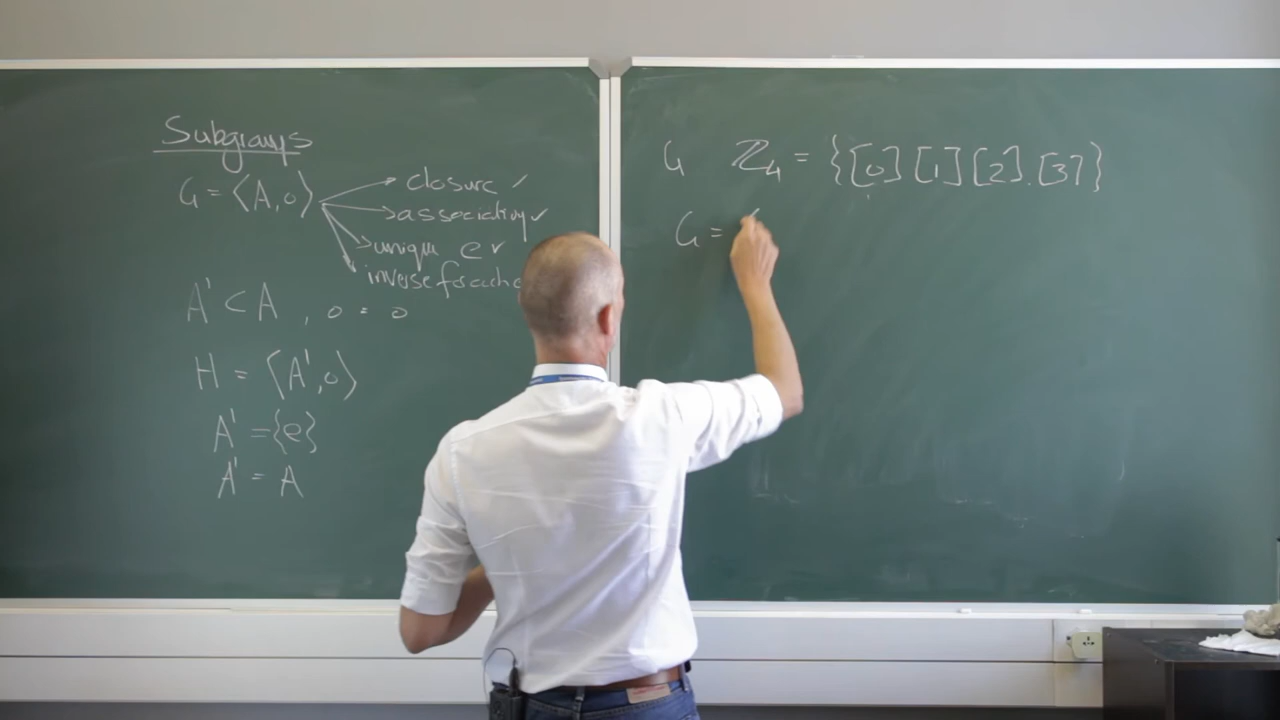 Subgroups
G = ⟨A,o⟩
closure ✓
associativity ✓
unique e ✓
inverse for each
A' ⊂ A , o = o
H = ⟨A',o⟩
A' = {e}
A' = A
G ℤ₄ = {[0] [1] [2] . [3]}
G =